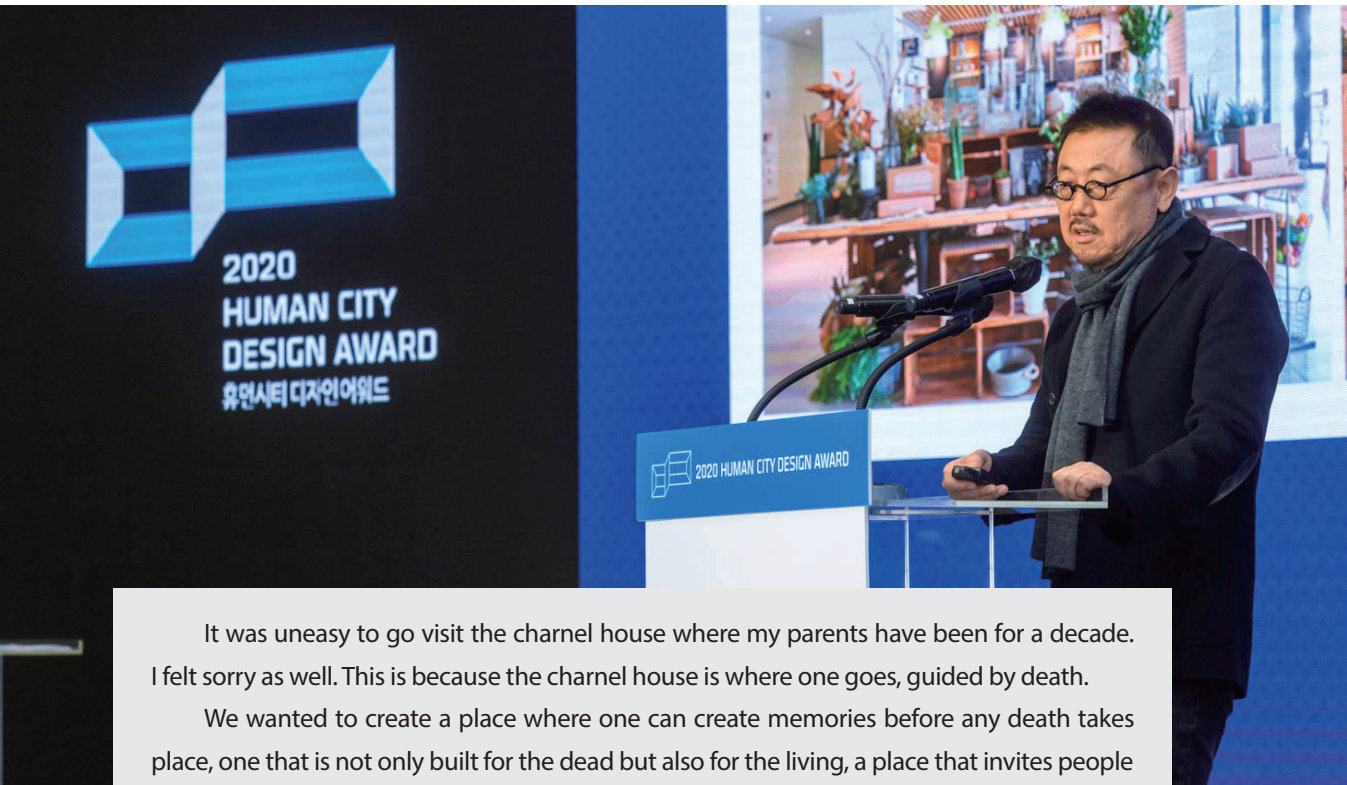 2020
HUMAN CITY
DESIGN AWARD
휴먼시티 디자인어워드
2020 HUMAN CITY DESIGN AWARD
It was uneasy to go visit the charnel house where my parents have been for a decade.
I felt sorry as well. This is because the charnel house is where one goes, guided by death.
We wanted to create a place where one can create memories before any death takes
place, one that is not only built for the dead but also for the living, a place that invites people